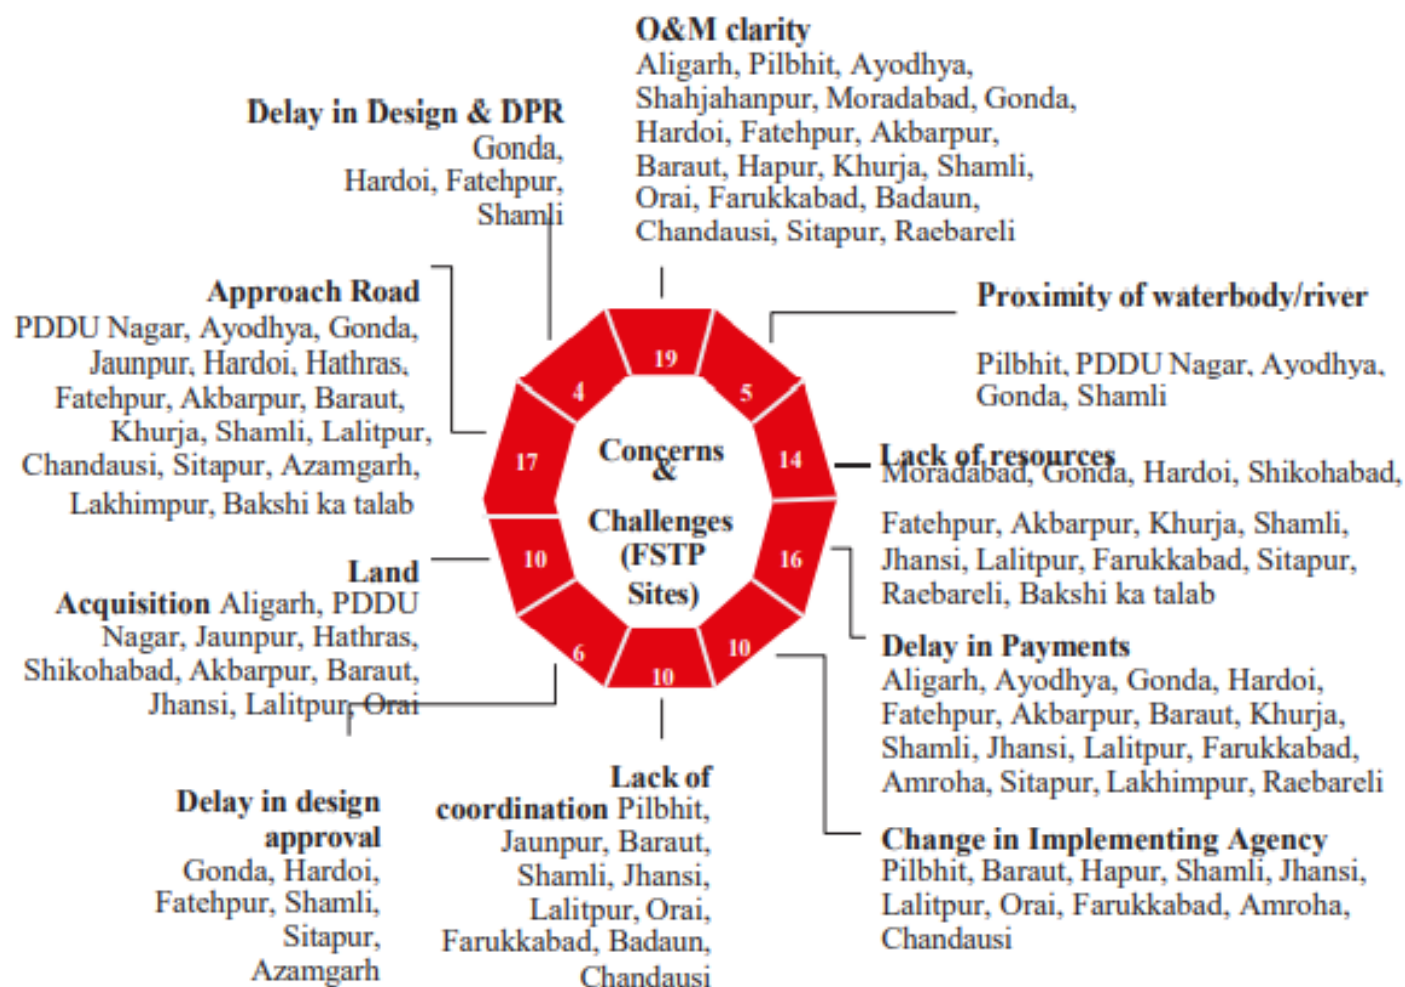 O&M clarity
Aligarh, Pilbhit, Ayodhya,
Shahjahanpur, Moradabad, Gonda,
Hardoi, Fatehpur, Akbarpur,
Baraut, Hapur, Khurja, Shamli,
Orai, Farukkabad, Badaun,
Chandausi, Sitapur, Raebareli
Delay in Design & DPR
Gonda,
Hardoi, Fatehpur,
Shamli
Approach Road
PDDU Nagar, Ayodhya, Gonda,
Jaunpur, Hardoi, Hathras,
Fatehpur, Akbarpur, Baraut,
Khurja, Shamli, Lalitpur,
Chandausi, Sitapur, Azamgarh,
Lakhimpur, Bakshi ka talab
Land
Acquisition Aligarh, PDDU
Nagar, Jaunpur, Hathras,
Shikohabad, Akbarpur, Baraut,
Jhansi, Lalitpur, Orai
Delay in design
approval
Gonda, Hardoi,
Fatehpur, Shamli,
Sitapur,
Azamgarh
Lack of
coordination Pilbhit,
Jaunpur, Baraut,
Shamli, Jhansi,
Lalitpur, Orai,
Farukkabad, Badaun,
Chandausi
19
5
14
16
10
10
6
10
17
4
Concerns
&
Challenges
(FSTP
Sites)
Proximity of waterbody/river
Pilbhit, PDDU Nagar, Ayodhya,
Gonda, Shamli
Lack of resources
Moradabad, Gonda, Hardoi, Shikohabad,
Fatehpur, Akbarpur, Khurja, Shamli,
Jhansi, Lalitpur, Farukkabad, Sitapur,
Raebareli, Bakshi ka talab
Delay in Payments
Aligarh, Ayodhya, Gonda, Hardoi,
Fatehpur, Akbarpur, Baraut, Khurja,
Shamli, Jhansi, Lalitpur, Farukkabad,
Amroha, Sitapur, Lakhimpur, Raebareli
Change in Implementing Agency
Pilbhit, Baraut, Hapur, Shamli, Jhansi,
Lalitpur, Orai, Farukkabad, Amroha,
Chandausi